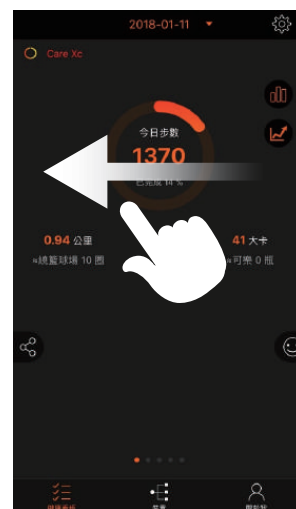 2018-01-11
Care Xc
今日步數
1370
已完成 14 %
0.94 公里
≈繞籃球場 10 圈
41 大卡
≈可樂 0 瓶